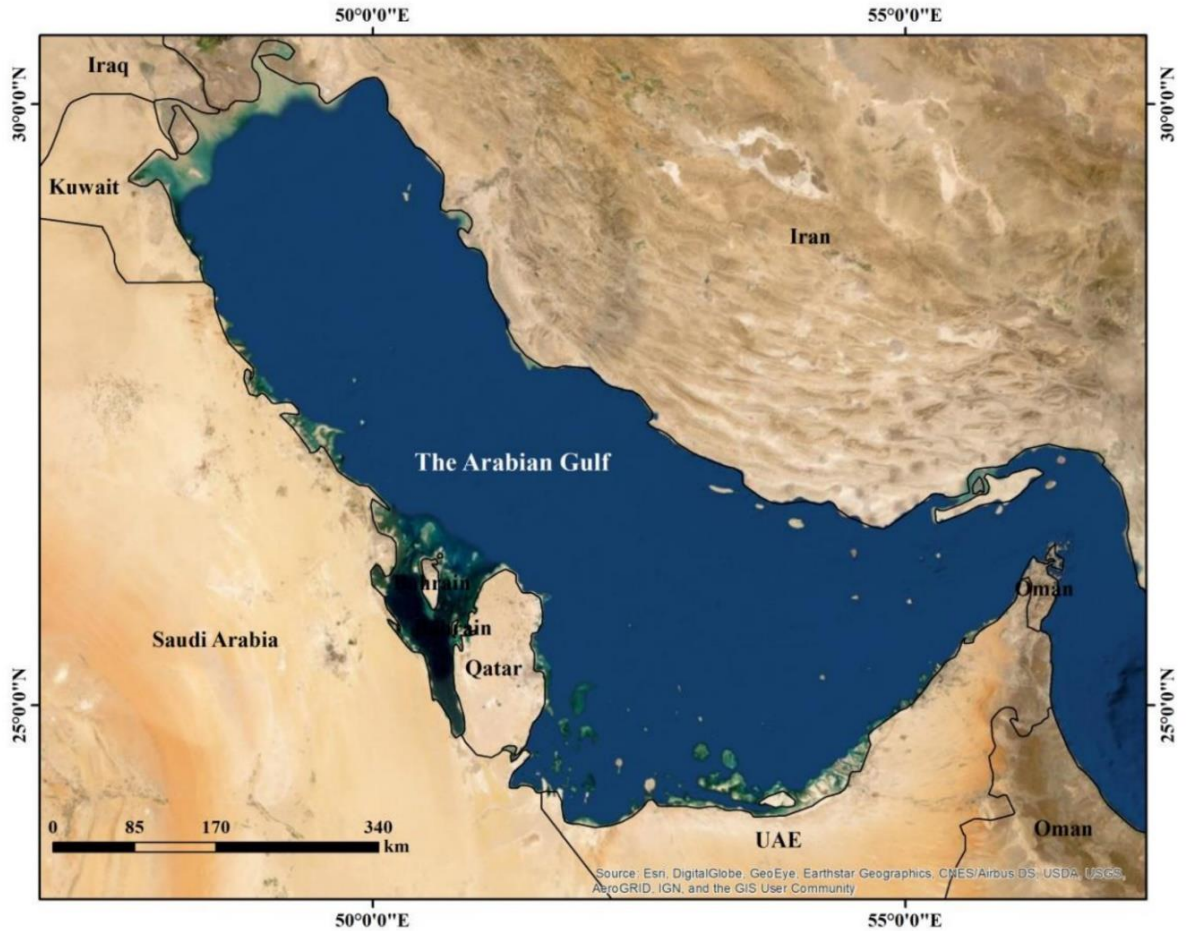 50°0'0"E
55°0'0"E
Iraq
30°0'0"N
30°0'0"N
Kuwait
Iran
The Arabian Gulf
Bahrain
Oman
Bahrain
Saudi Arabia
Qatar
25°0'0"N
25°0'0"N
0 85 170 340
km
UAE
Oman
Source: Esri, DigitalGlobe, GeoEye, Earthstar Geographics, CNES/Airbus DS, USDA, USGS,
AeroGRID, IGN, and the GIS User Community
50°0'0"E
55°0'0"E